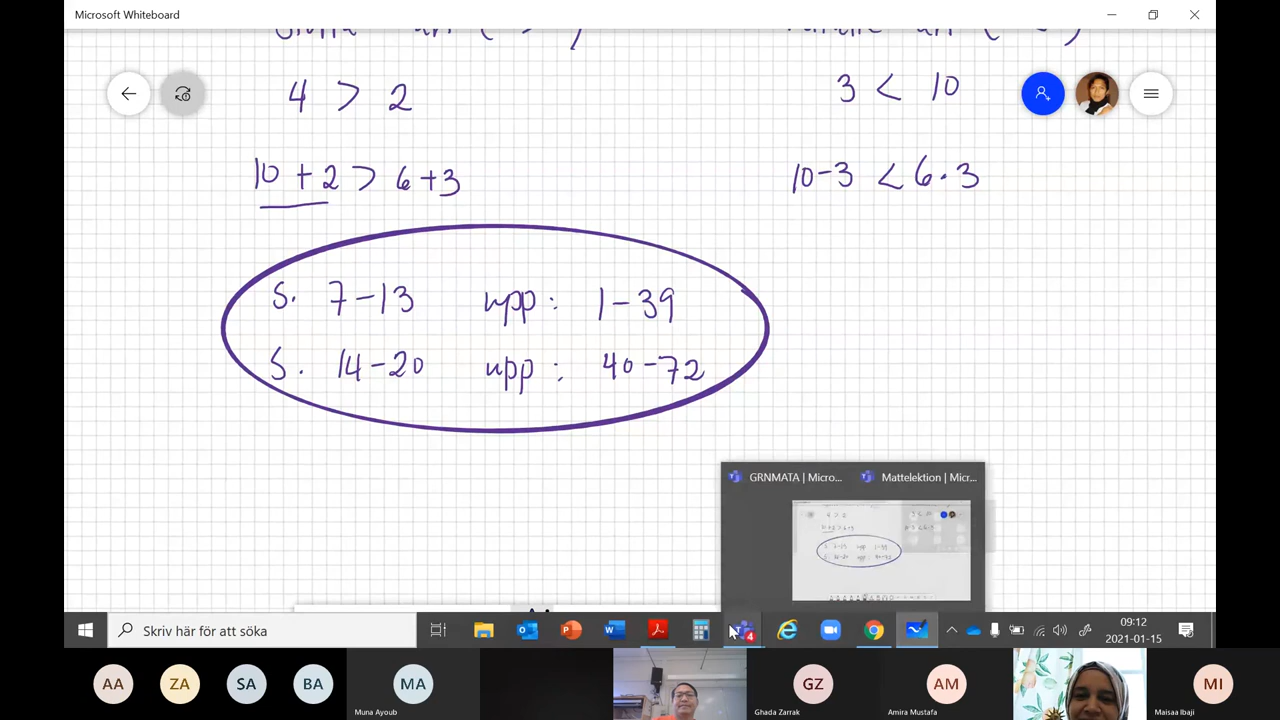 Microsoft Whiteboard
4 > 2
3 < 10
10 + 2 > 6 + 3
10 - 3 < 6 · 3
S. 7 - 13 upp : 1 - 39
S. 14 - 20 upp : 40 - 72
GRNMATA | Micro...
Mattelektion | Micr...
Skriv här för att söka
4
09:12
2021-01-15
AA
ZA
SA
BA
MA
Muna Ayoub
GZ
Ghada Zarrak
AM
Amira Mustafa
MI
Maisaa Ibaji